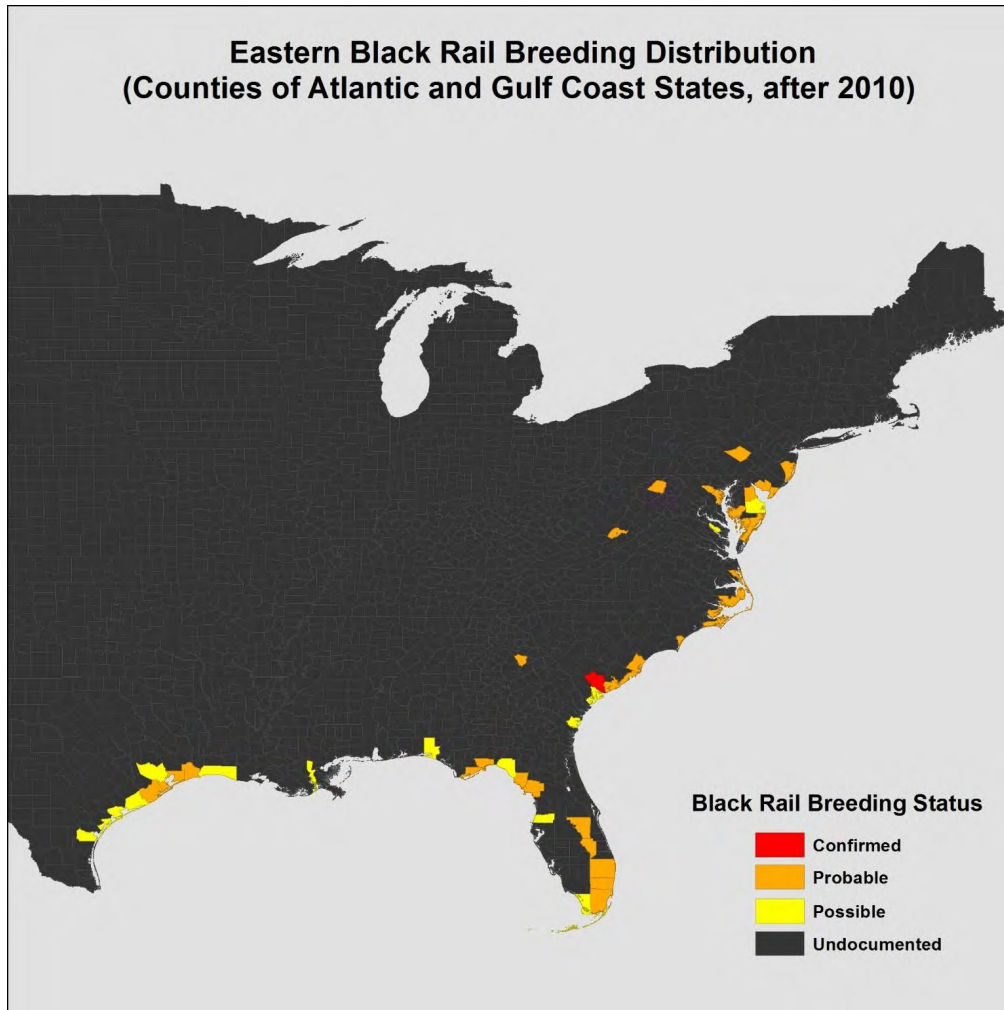 Eastern Black Rail Breeding Distribution
(Counties of Atlantic and Gulf Coast States, after 2010)
Black Rail Breeding Status
Confirmed
Probable
Possible
Undocumented